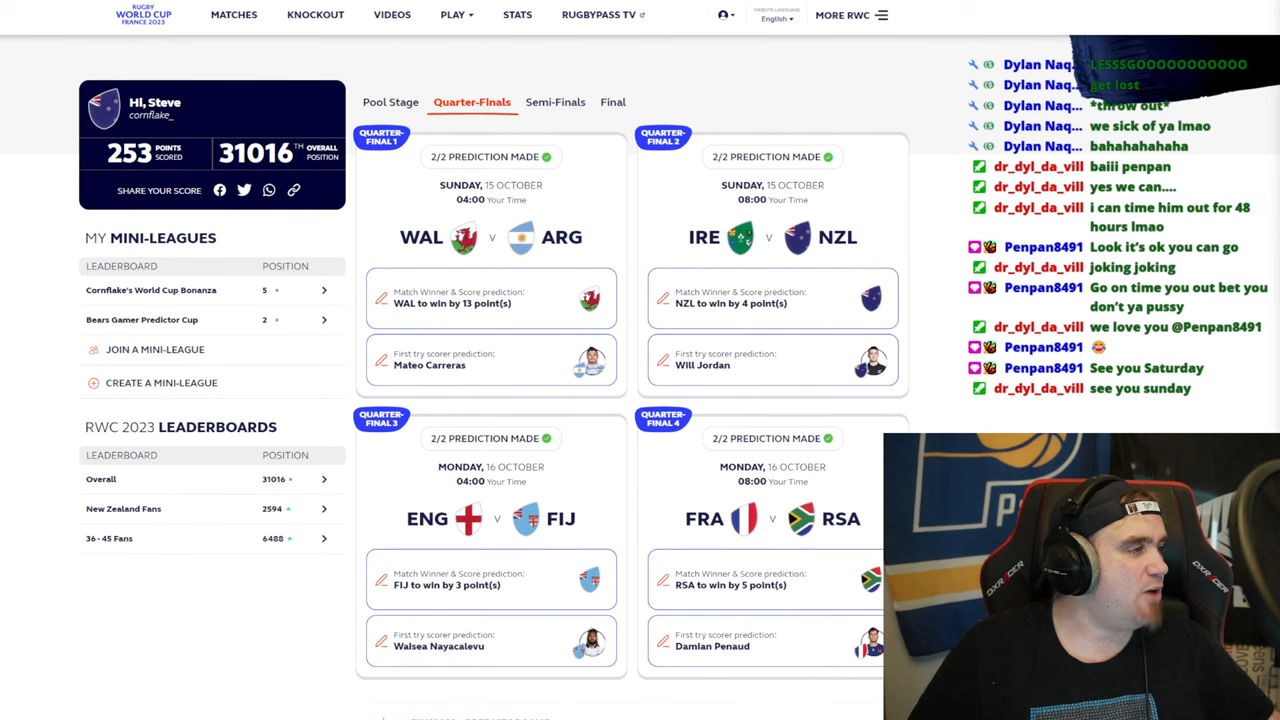 RUGBY
WORLD CUP
FRANCE 2023
MATCHES
KNOCKOUT
VIDEOS
PLAY
STATS
RUGBYPASS TV
WEBSITE LANGUAGE
English
MORE RWC
Hi, Steve
cornflake_
253 POINTS SCORED
31016TH OVERALL POSITION
SHARE YOUR SCORE
MY MINI-LEAGUES
LEADERBOARD POSITION
Cornflake's World Cup Bonanza 5
Bears Gamer Predictor Cup 2
JOIN A MINI-LEAGUE
CREATE A MINI-LEAGUE
RWC 2023 LEADERBOARDS
LEADERBOARD POSITION
Overall 31016
New Zealand Fans 2594
36 - 45 Fans 6488
Pool Stage
Quarter-Finals
Semi-Finals
Final
QUARTER-
FINAL 1
2/2 PREDICTION MADE
SUNDAY, 15 OCTOBER
04:00 Your Time
WAL V ARG
Match Winner & Score prediction:
WAL to win by 13 point(s)
First try scorer prediction:
Mateo Carreras
QUARTER-
FINAL 2
2/2 PREDICTION MADE
SUNDAY, 15 OCTOBER
08:00 Your Time
IRE V NZL
Match Winner & Score prediction:
NZL to win by 4 point(s)
First try scorer prediction:
Will Jordan
QUARTER-
FINAL 3
2/2 PREDICTION MADE
MONDAY, 16 OCTOBER
04:00 Your Time
ENG V FIJ
Match Winner & Score prediction:
FIJ to win by 3 point(s)
First try scorer prediction:
Waisea Nayacalevu
QUARTER-
FINAL 4
2/2 PREDICTION MADE
MONDAY, 16 OCTOBER
08:00 Your Time
FRA V RSA
Match Winner & Score prediction:
RSA to win by 5 point(s)
First try scorer prediction:
Damian Penaud
Dylan Naq... LESSSGOOOOOOOOOOO
Dylan Naq... get lost
Dylan Naq... *throw out*
Dylan Naq... we sick of ya lmao
Dylan Naq... bahahahahaha
dr_dyl_da_vill baiii penpan
dr_dyl_da_vill yes we can....
dr_dyl_da_vill i can time him out for 48
hours lmao
Penpan8491 Look it's ok you can go
dr_dyl_da_vill joking joking
Penpan8491 Go on time you out bet you
don't ya pussy
dr_dyl_da_vill we love you @Penpan8491
Penpan8491 😂
Penpan8491 See you Saturday
dr_dyl_da_vill see you sunday
DXRACER
DXRACER